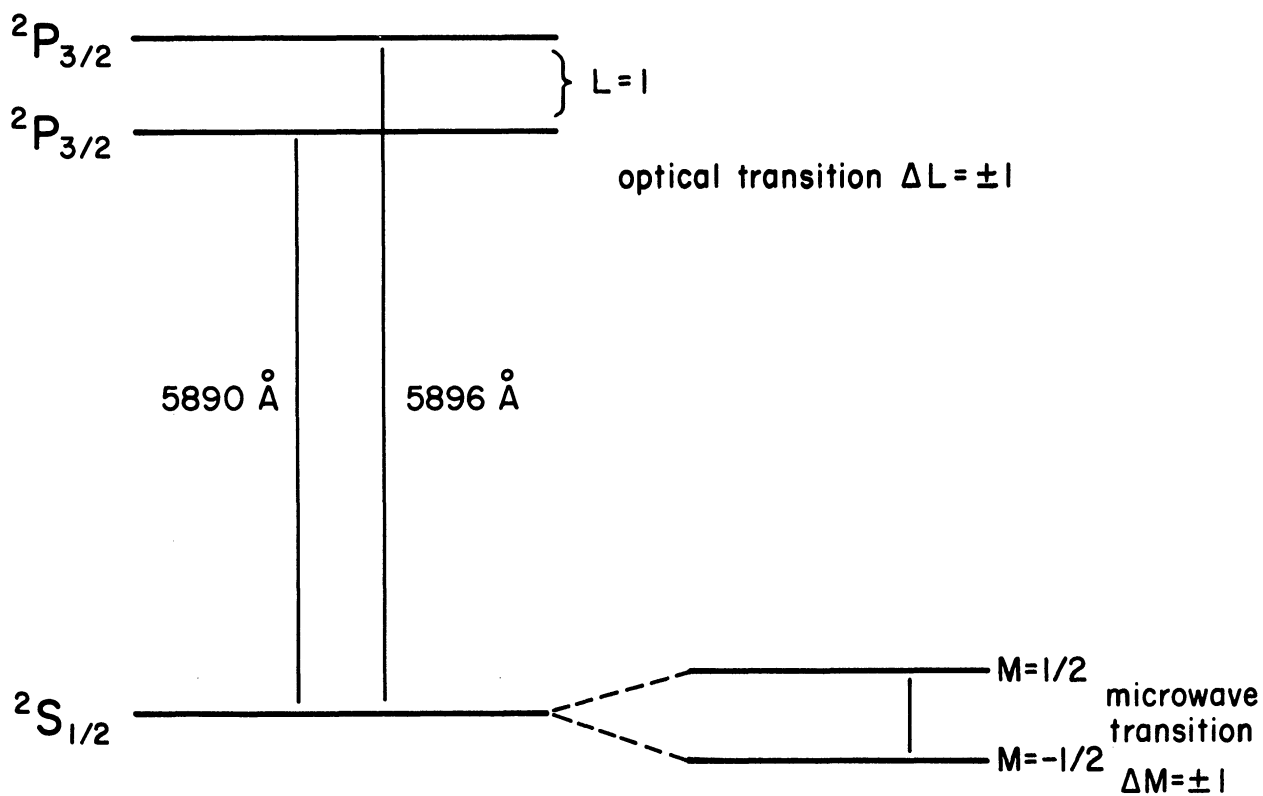 ²P₃/₂
L=1
²P₃/₂
optical transition ΔL=±1
5890 Å
5896 Å
M=1/2
²S₁/₂
microwave
transition
M=-1/2
ΔM=±1